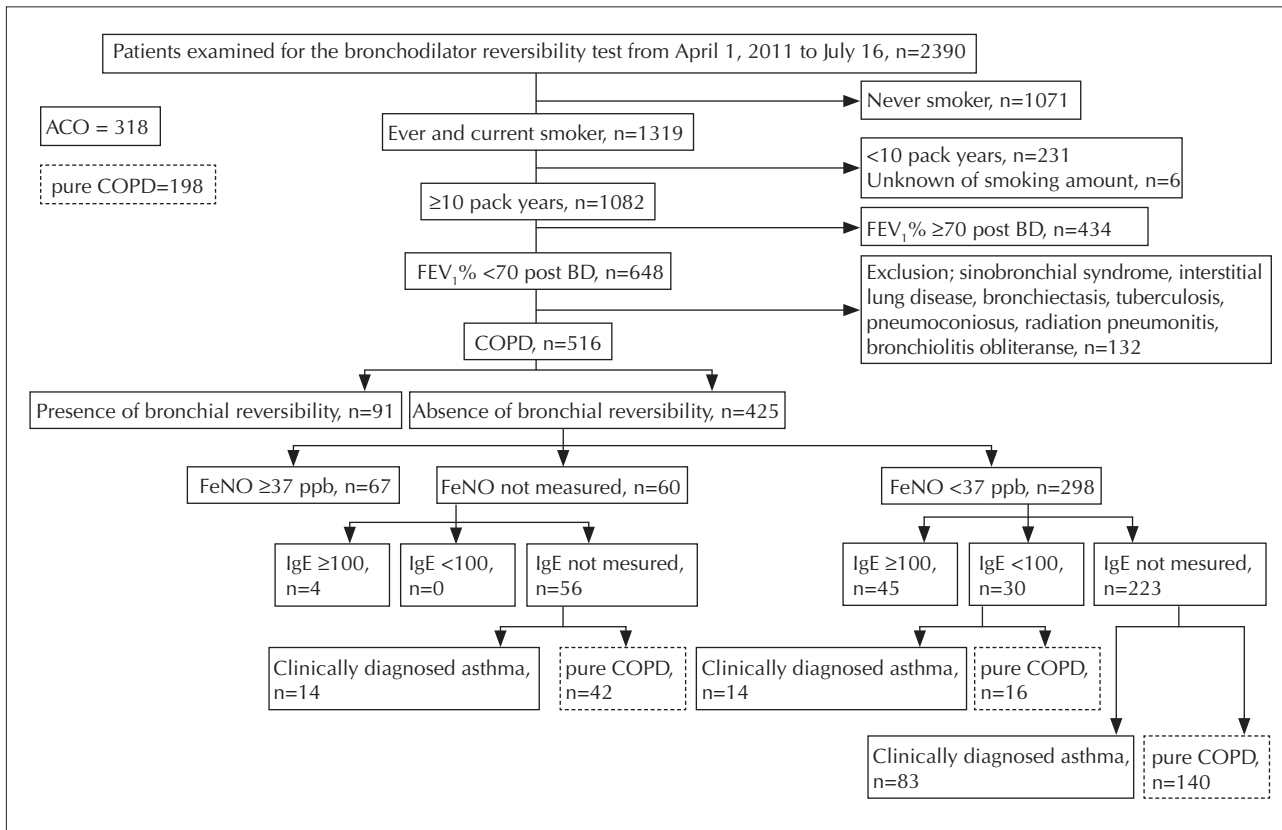 Patients examined for the bronchodilator reversibility test from April 1, 2011 to July 16, n=2390
Never smoker, n=1071
ACO = 318
Ever and current smoker, n=1319
<10 pack years, n=231
Unknown of smoking amount, n=6
pure COPD=198
≥10 pack years, n=1082
FEV₁% ≥70 post BD, n=434
FEV₁% <70 post BD, n=648
Exclusion; sinobronchial syndrome, interstitial
lung disease, bronchiectasis, tuberculosis,
pneumoconiosus, radiation pneumonitis,
bronchiolitis obliteranse, n=132
COPD, n=516
Presence of bronchial reversibility, n=91
Absence of bronchial reversibility, n=425
FeNO ≥37 ppb, n=67
FeNO not measured, n=60
FeNO <37 ppb, n=298
IgE ≥100,
n=4
IgE <100,
n=0
IgE not mesured,
n=56
IgE ≥100,
n=45
IgE <100,
n=30
IgE not mesured,
n=223
Clinically diagnosed asthma,
n=14
pure COPD,
n=42
Clinically diagnosed asthma,
n=14
pure COPD,
n=16
Clinically diagnosed asthma,
n=83
pure COPD,
n=140